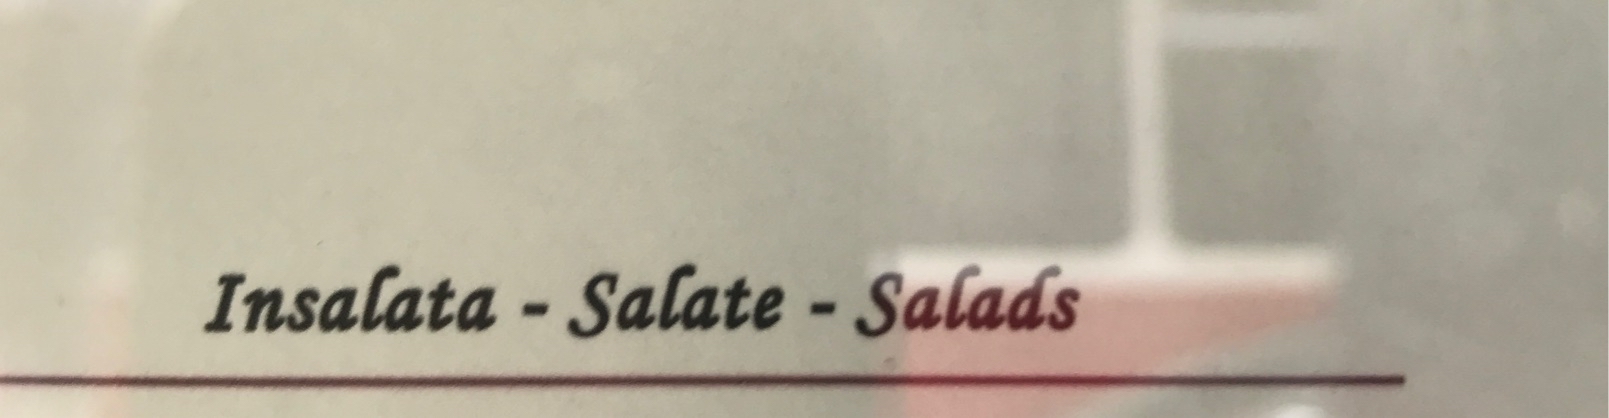 Insalata - Salate - Salads